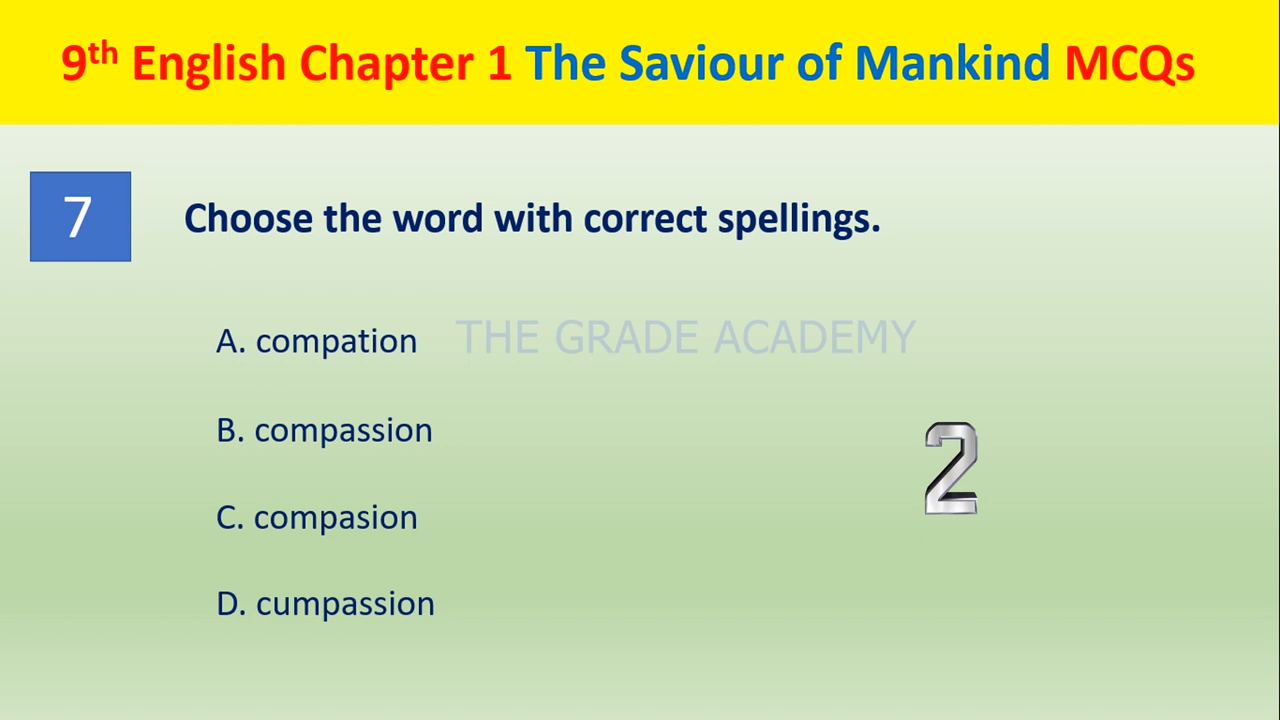 9th English Chapter 1 The Saviour of Mankind MCQs
7
Choose the word with correct spellings.
A. compation
THE GRADE ACADEMY
B. compassion
2
C. compasion
D. cumpassion